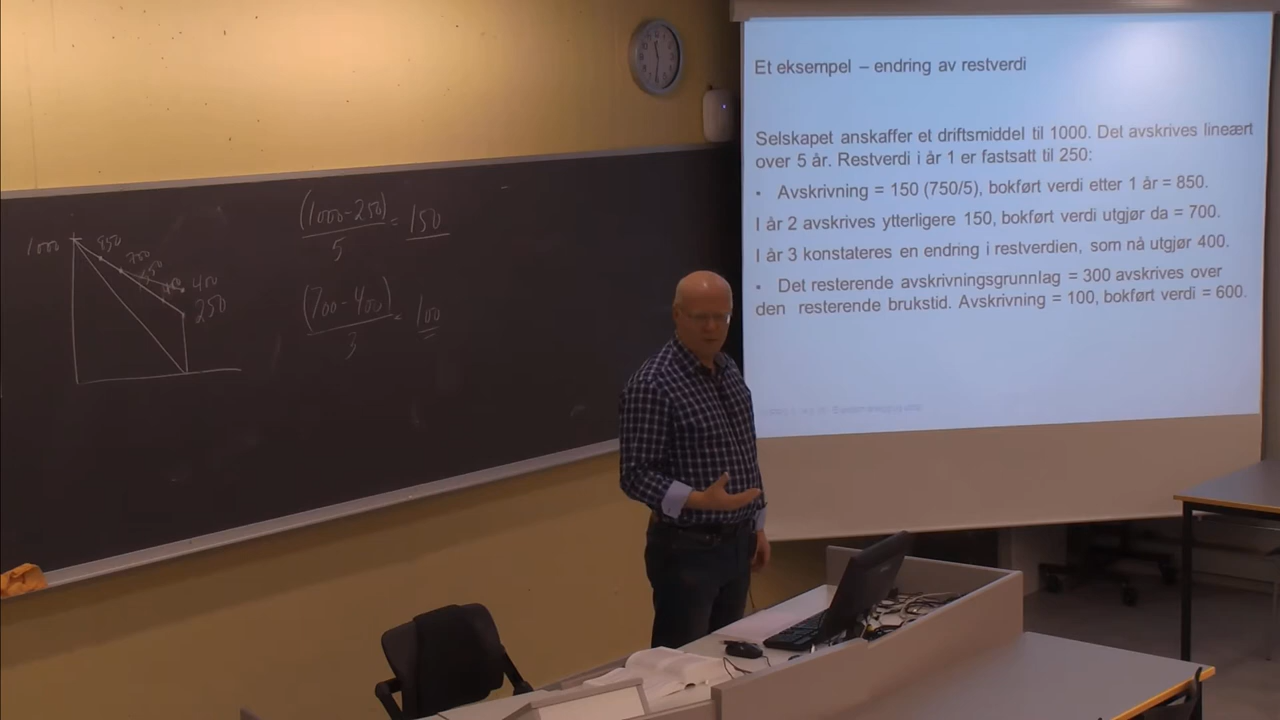 1000
700
400
250
(1000-250)
5
= 150
(700-400)
3
= 100
Et eksempel – endring av restverdi
Selskapet anskaffer et driftsmiddel til 1000. Det avskrives lineært
over 5 år. Restverdi i år 1 er fastsatt til 250:
• Avskrivning = 150 (750/5), bokført verdi etter 1 år = 850.
I år 2 avskrives ytterligere 150, bokført verdi utgjør da = 700.
I år 3 konstateres en endring i restverdien, som nå utgjør 400.
• Det resterende avskrivningsgrunnlag = 300 avskrives over
den resterende brukstid. Avskrivning = 100, bokført verdi = 600.